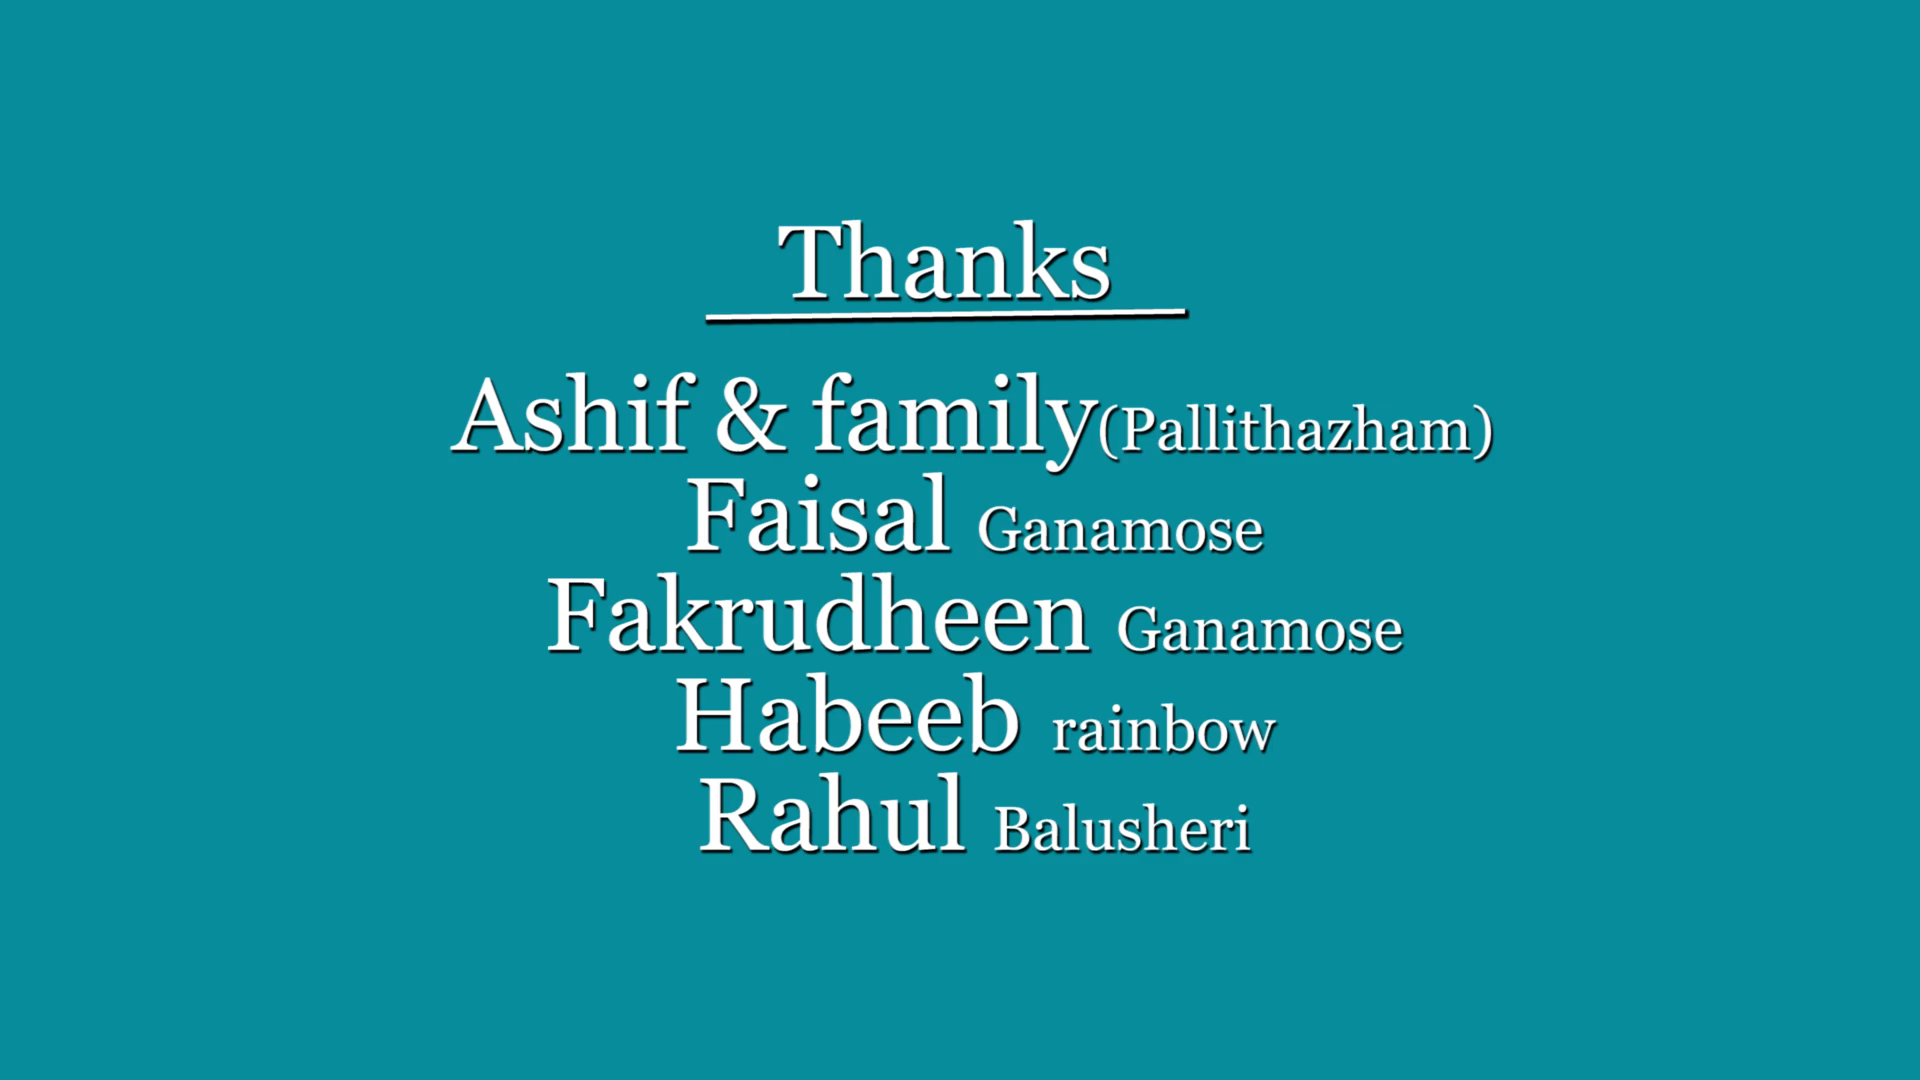 Thanks
Ashif & family(Pallithazham)
Faisal Ganamose
Fakrudheen Ganamose
Habeeb rainbow
Rahul Balusheri